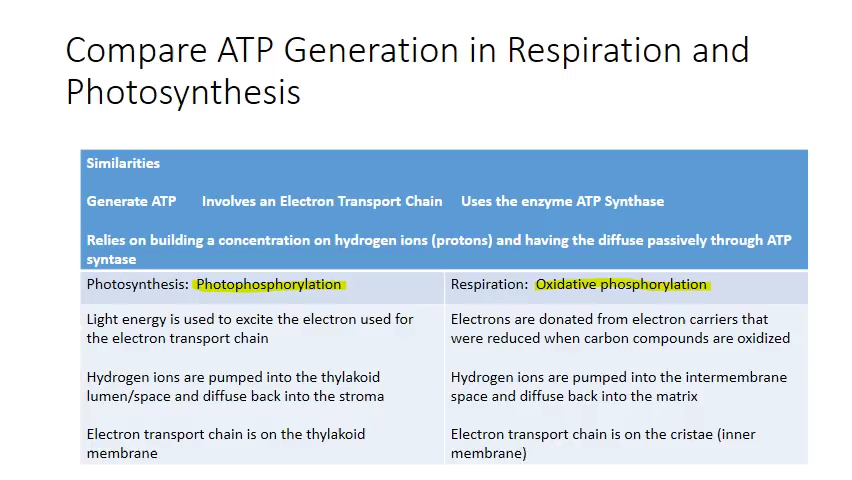 Compare ATP Generation in Respiration and
Photosynthesis
Similarities
Generate ATP Involves an Electron Transport Chain Uses the enzyme ATP Synthase
Relies on building a concentration on hydrogen ions (protons) and having the diffuse passively through ATP
syntase
Photosynthesis: Photophosphorylation
Light energy is used to excite the electron used for
the electron transport chain
Hydrogen ions are pumped into the thylakoid
lumen/space and diffuse back into the stroma
Electron transport chain is on the thylakoid
membrane
Respiration: Oxidative phosphorylation
Electrons are donated from electron carriers that
were reduced when carbon compounds are oxidized
Hydrogen ions are pumped into the intermembrane
space and diffuse back into the matrix
Electron transport chain is on the cristae (inner
membrane)